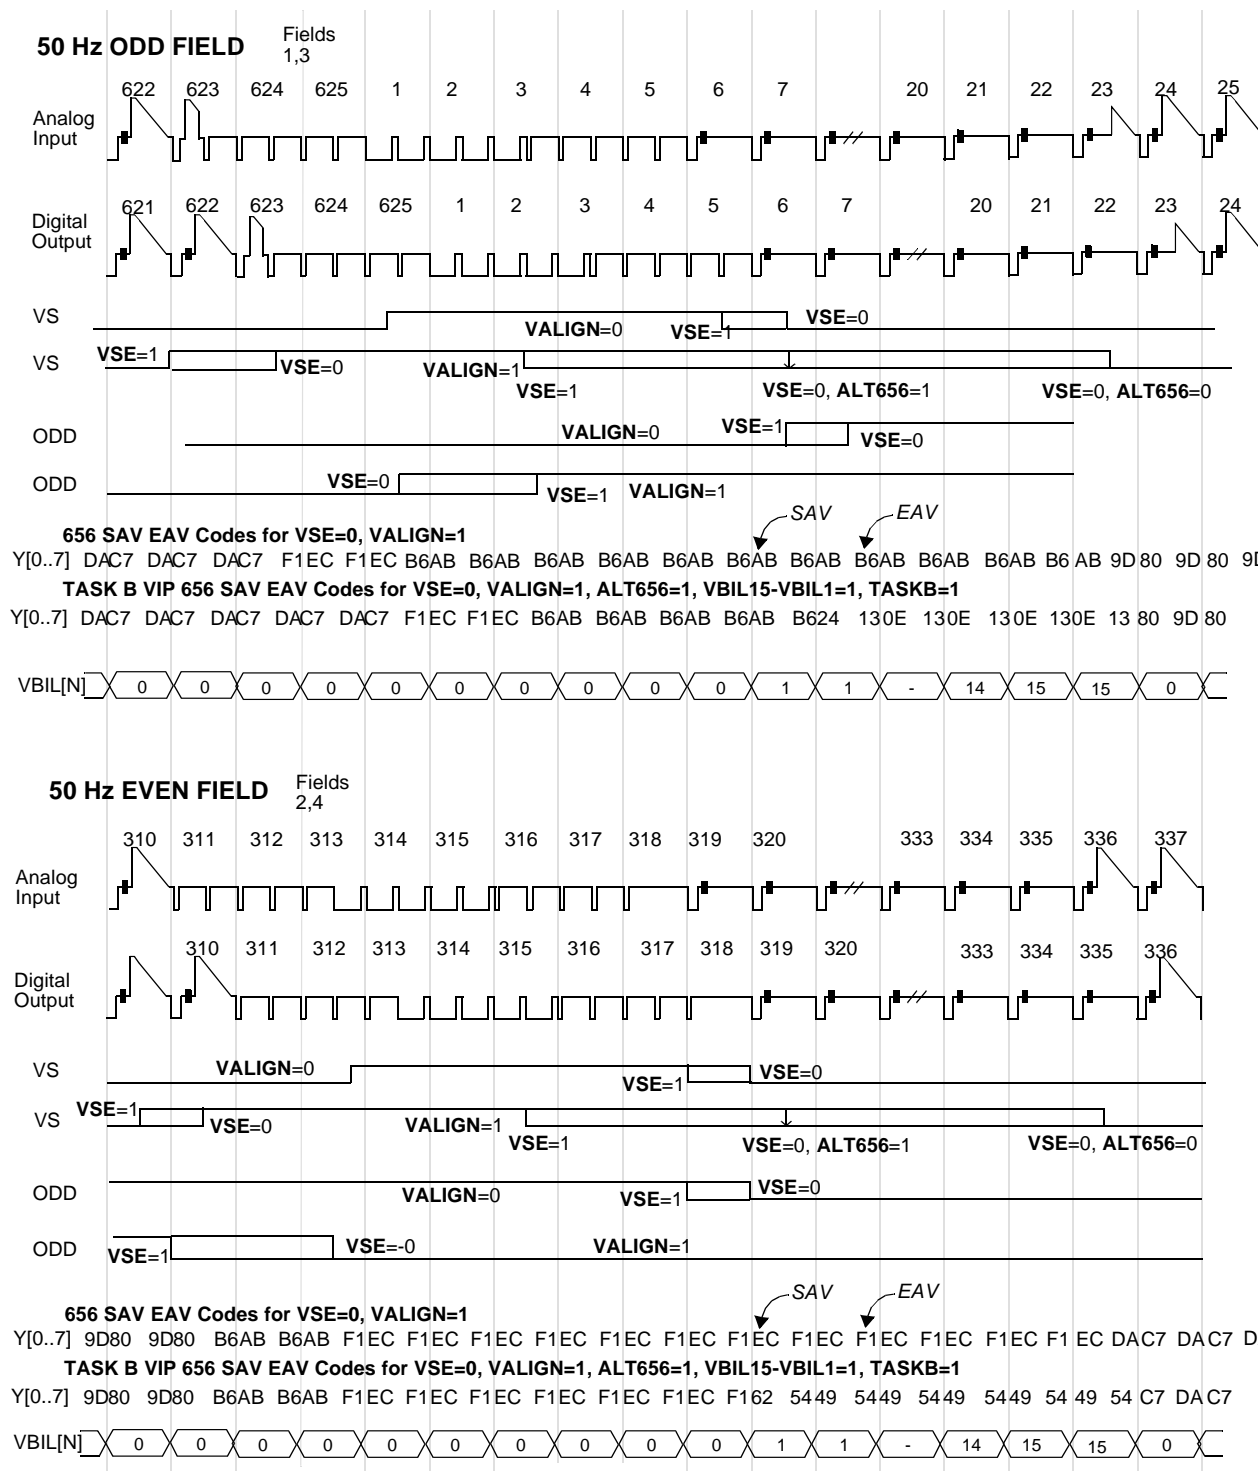 50 Hz ODD FIELD
Fields
1,3
622 623 624 625 1 2 3 4 5 6 7 20 21 22 23 24 25
Analog
Input
621 622 623 624 625 1 2 3 4 5 6 7 20 21 22 23 24
Digital
Output
VS
VALIGN=0 VSE=1 VSE=0
VS
VSE=1 VSE=0 VALIGN=1
VSE=1 VSE=0, ALT656=1 VSE=0, ALT656=0
ODD
VALIGN=0 VSE=1 VSE=0
ODD
VSE=0 VSE=1 VALIGN=1
SAV EAV
656 SAV EAV Codes for VSE=0, VALIGN=1
Y[0..7] DAC7 DAC7 DAC7 F1EC F1EC B6AB B6AB B6AB B6AB B6AB B6AB B6AB B6AB B6AB B6AB B6 AB 9D 80 9D 80 9D
TASK B VIP 656 SAV EAV Codes for VSE=0, VALIGN=1, ALT656=1, VBIL15-VBIL1=1, TASKB=1
Y[0..7] DAC7 DAC7 DAC7 DAC7 DAC7 F1EC F1EC B6AB B6AB B6AB B6AB B624 130E 130E 130E 130E 13 80 9D 80
VBIL[N] 0 0 0 0 0 0 0 0 0 0 1 1 - 14 15 15 0
50 Hz EVEN FIELD
Fields
2,4
310 311 312 313 314 315 316 317 318 319 320 333 334 335 336 337
Analog
Input
310 311 312 313 314 315 316 317 318 319 320 333 334 335 336
Digital
Output
VS
VALIGN=0 VSE=1 VSE=0
VS
VSE=1 VSE=0 VALIGN=1
VSE=1 VSE=0, ALT656=1 VSE=0, ALT656=0
ODD
VALIGN=0 VSE=1 VSE=0
ODD
VSE=1 VSE=-0 VALIGN=1
SAV EAV
656 SAV EAV Codes for VSE=0, VALIGN=1
Y[0..7] 9D80 9D80 B6AB B6AB F1EC F1EC F1EC F1EC F1EC F1EC F1EC F1EC F1EC F1EC F1EC F1 EC DAC7 DAC7 D
TASK B VIP 656 SAV EAV Codes for VSE=0, VALIGN=1, ALT656=1, VBIL15-VBIL1=1, TASKB=1
Y[0..7] 9D80 9D80 B6AB B6AB F1EC F1EC F1EC F1EC F1EC F1EC F162 5449 5449 5449 5449 54 49 54 C7 DAC7
VBIL[N] 0 0 0 0 0 0 0 0 0 0 1 1 - 14 15 15 0